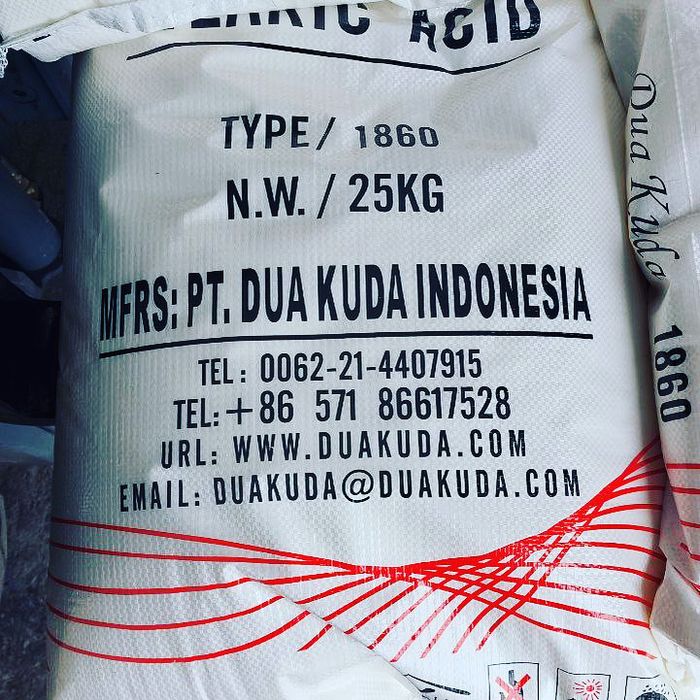 ACID
TYPE/ 1860
N.W. / 25KG
MFRS: PT. DUA KUDA INDONESIA
TEL: 0062-21-4407915
TEL:+86 571 86617528
URL: WWW.DUAKUDA.COM
EMAIL: DUAKUDA@DUAKUDA.COM
Dua Kuda
1860